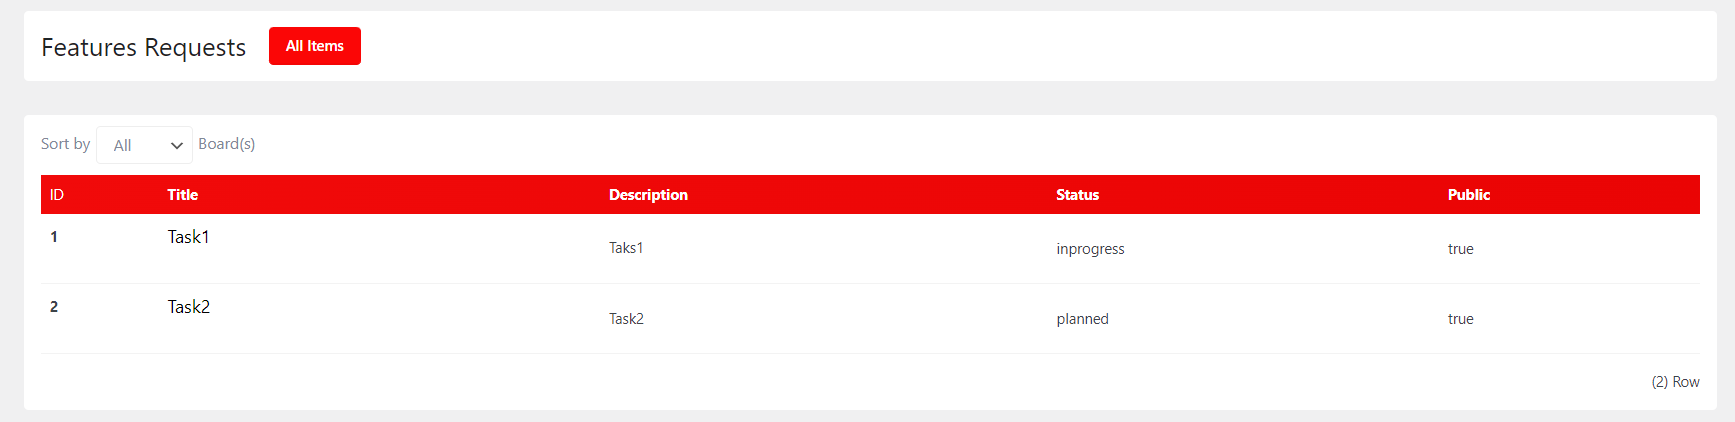 Features Requests All Items
Sort by All Board(s)
ID Title Description Status Public
1 Task1 Taks1 inprogress true
2 Task2 Task2 planned true
(2) Row